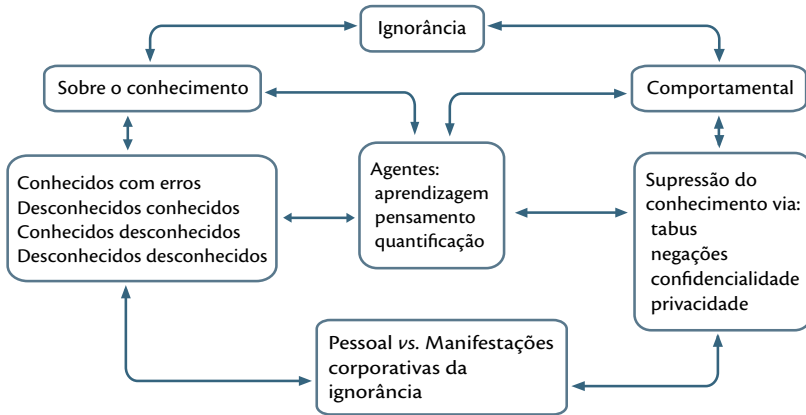 Ignorância
Sobre o conhecimento
Comportamental
Conhecidos com erros
Desconhecidos conhecidos
Conhecidos desconhecidos
Desconhecidos desconhecidos
Agentes:
aprendizagem
pensamento
quantificação
Supressão do
conhecimento via:
tabus
negações
confidencialidade
privacidade
Pessoal vs. Manifestações
corporativas da
ignorância